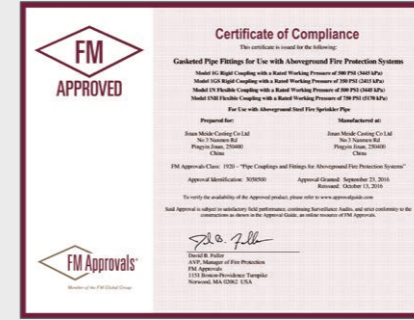 FM
APPROVED
Certificate of Compliance
This certificate is issued for the following:
Gasketed Pipe Fittings for Use with Aboveground Fire Protection Systems
Model 1G Rigid Coupling with a Rated Working Pressure of 500 PSI (3445 kPa)
Model 1GS Rigid Coupling with a Rated Working Pressure of 350 PSI (2415 kPa)
Model 1N Flexible Coupling with a Rated Working Pressure of 500 PSI (3445 kPa)
Model 1NH Flexible Coupling with a Rated Working Pressure of 750 PSI (5170 kPa)
For Use with Aboveground Steel Fire Sprinkler Pipe
Prepared for: Manufactured at:
Jinan Meide Casting Co Ltd Jinan Meide Casting Co Ltd
No 3 Nanmen Rd No 3 Nanmen Rd
Pingyin Jinan, 250400 Pingyin Jinan, 250400
China China
FM Approvals Class: 1920 - "Pipe Couplings and Fittings for Aboveground Fire Protection Systems"
Approval Identification: 3058500 Approval Granted: September 23, 2016
Reissued: October 13, 2016
To verify the availability of the Approved product, please refer to www.approvalguide.com
Said Approval is subject to satisfactory field performance, continuing Surveillance Audits, and strict conformity to the
constructions as shown in the Approval Guide, an online resource of FM Approvals.
David B. Fuller
AVP, Manager of Fire Protection
FM Approvals
1151 Boston-Providence Turnpike
Norwood, MA 02062 USA
FM Approvals
Member of the FM Global Group